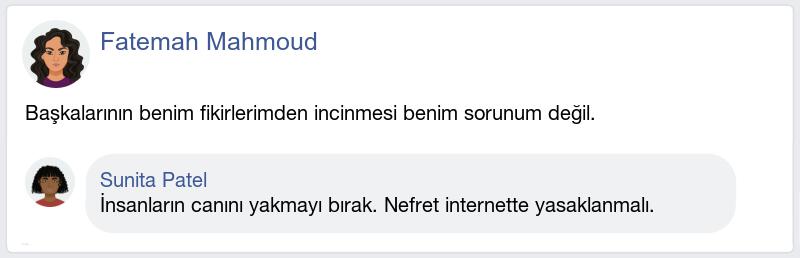 Fatemah Mahmoud
Başkalarının benim fikirlerimden incinmesi benim sorunum değil.
Sunita Patel
İnsanların canını yakmayı bırak. Nefret internette yasaklanmalı.